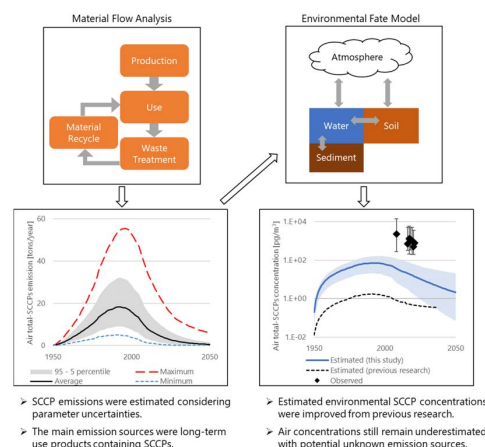 Material Flow Analysis
Production
Use
Material
Recycle
Waste
Treatment
Environmental Fate Model
Atmosphere
Water
Soil
Sediment
Air total-SCCPs emission [tons/year]
60
40
20
0
1950
2000
2050
95 - 5 percentile
Maximum
Average
Minimum
Air total-SCCPs concentration [pg/m³]
1.E+04
1.E+02
1.E+00
1.E-02
1950
2000
2050
Estimated (this study)
Estimated (previous research)
Observed
➢ SCCP emissions were estimated considering
parameter uncertainties.
➢ The main emission sources were long-term
use products containing SCCPs.
➢ Estimated environmental SCCP concentrations
were improved from previous research.
➢ Air concentrations still remain underestimated
with potential unknown emission sources.